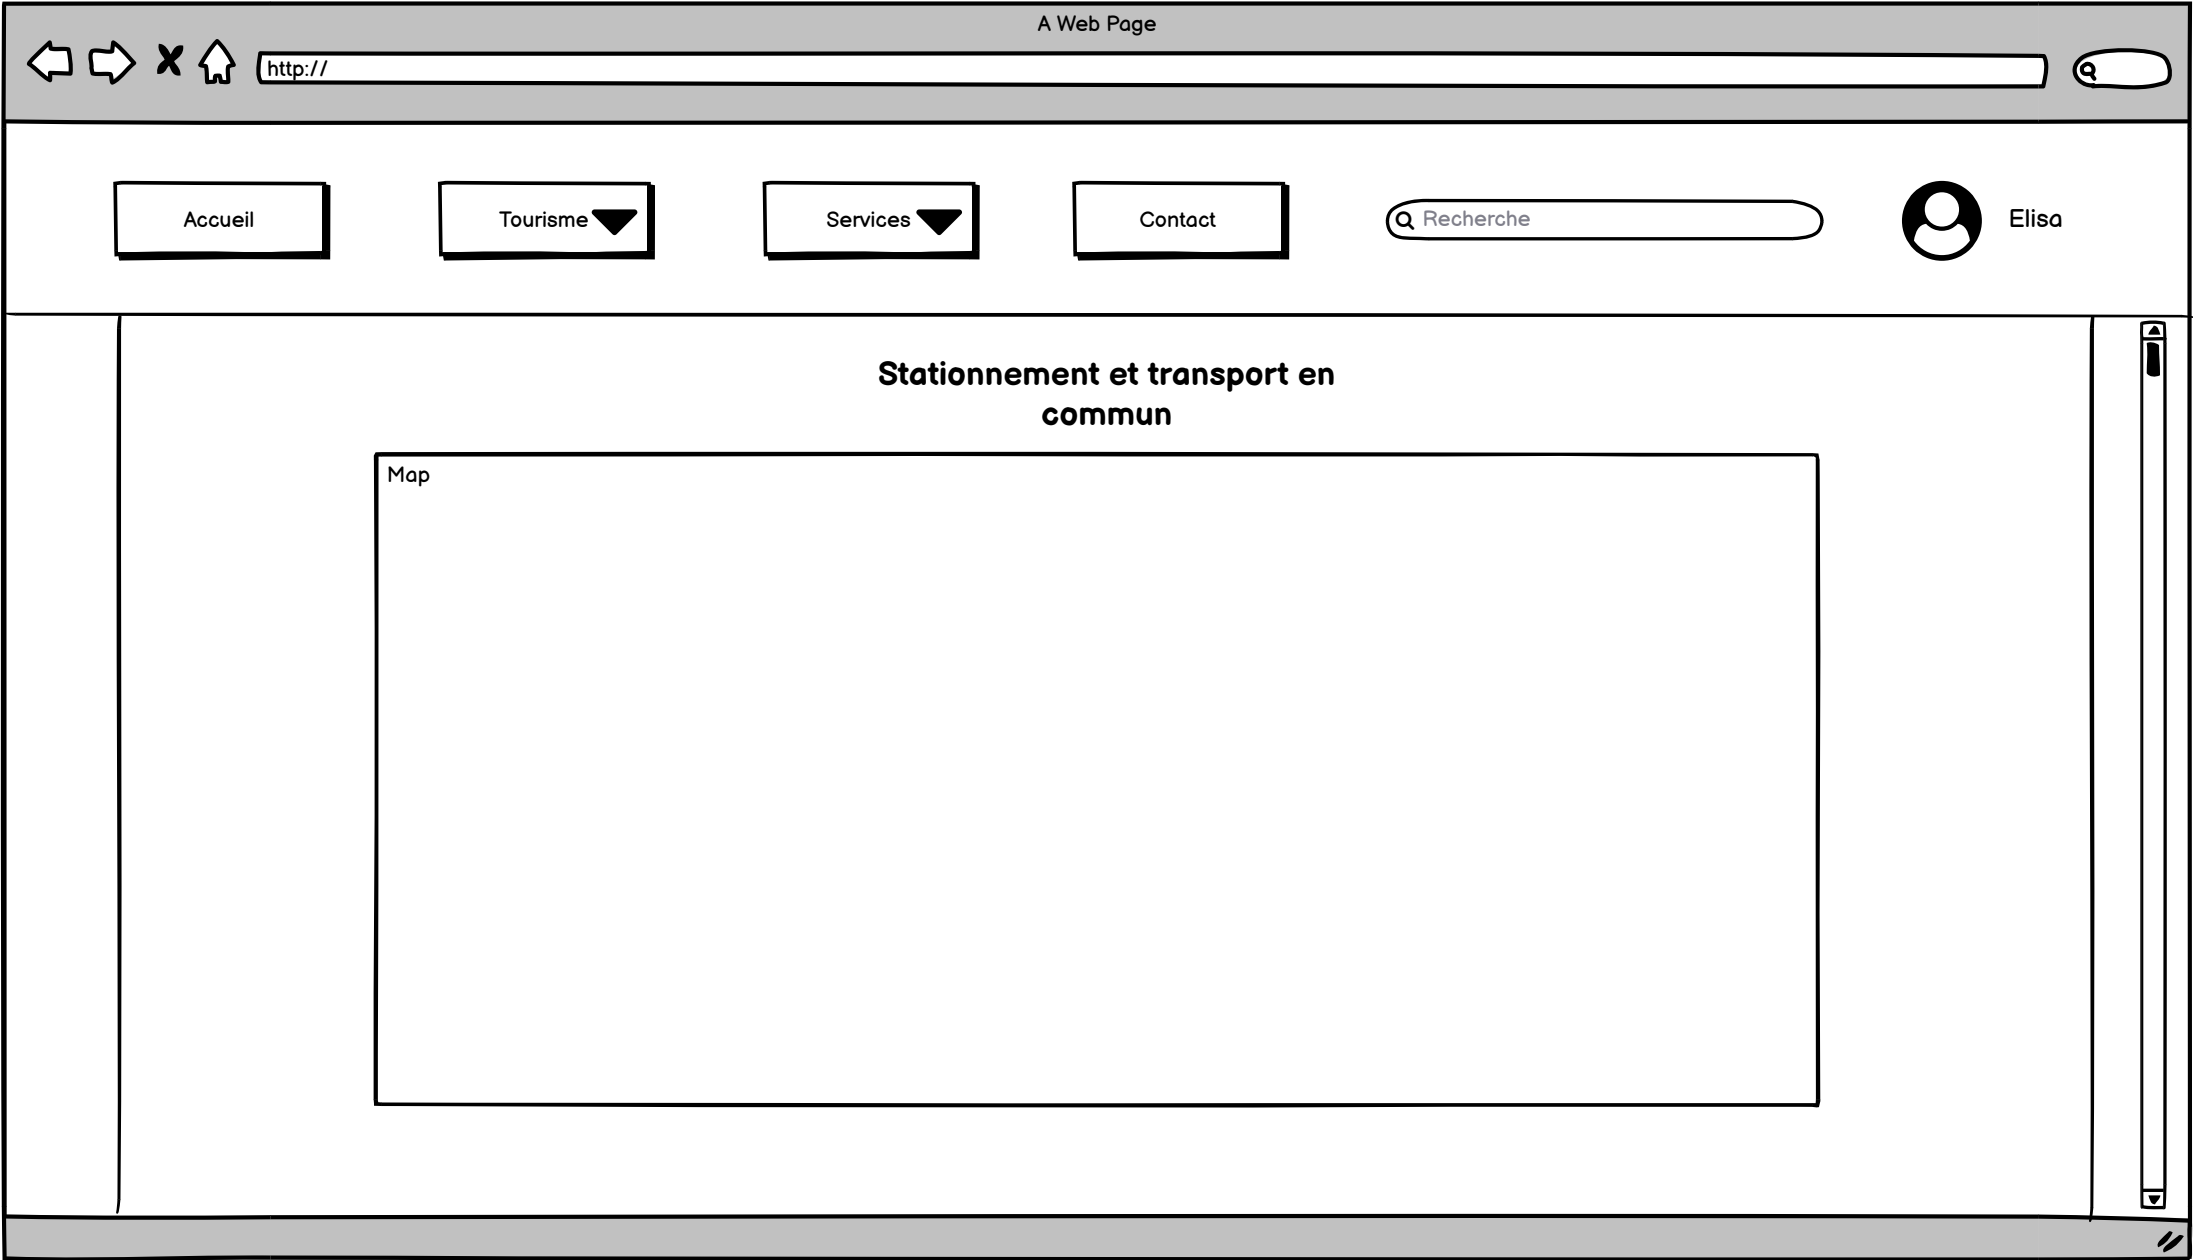 A Web Page
http://
Accueil
Tourisme
Services
Contact
Recherche
Elisa
Stationnement et transport en
commun
Map